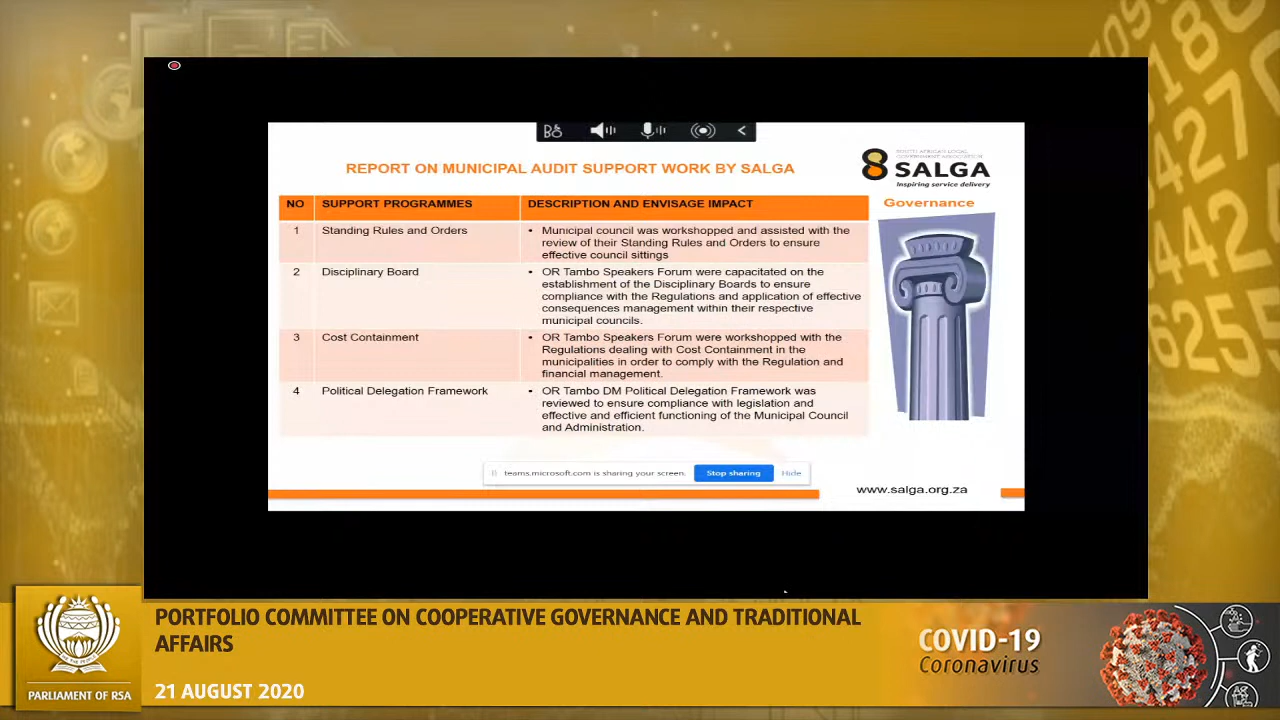 REPORT ON MUNICIPAL AUDIT SUPPORT WORK BY SALGA
SOUTH AFRICAN LOCAL
GOVERNMENT ASSOCIATION
SALGA
Inspiring service delivery
Governance
NO SUPPORT PROGRAMMES DESCRIPTION AND ENVISAGE IMPACT
1 Standing Rules and Orders • Municipal council was workshopped and assisted with the
review of their Standing Rules and Orders to ensure
effective council sittings
2 Disciplinary Board • OR Tambo Speakers Forum were capacitated on the
establishment of the Disciplinary Boards to ensure
compliance with the Regulations and application of effective
consequences management within their respective
municipal councils.
3 Cost Containment • OR Tambo Speakers Forum were workshopped with the
Regulations dealing with Cost Containment in the
municipalities in order to comply with the Regulation and
financial management.
4 Political Delegation Framework • OR Tambo DM Political Delegation Framework was
reviewed to ensure compliance with legislation and
effective and efficient functioning of the Municipal Council
and Administration.
teams.microsoft.com is sharing your screen. Stop sharing Hide
www.salga.org.za
PARLIAMENT OF RSA
PORTFOLIO COMMITTEE ON COOPERATIVE GOVERNANCE AND TRADITIONAL
AFFAIRS
21 AUGUST 2020
COVID-19
Coronavirus